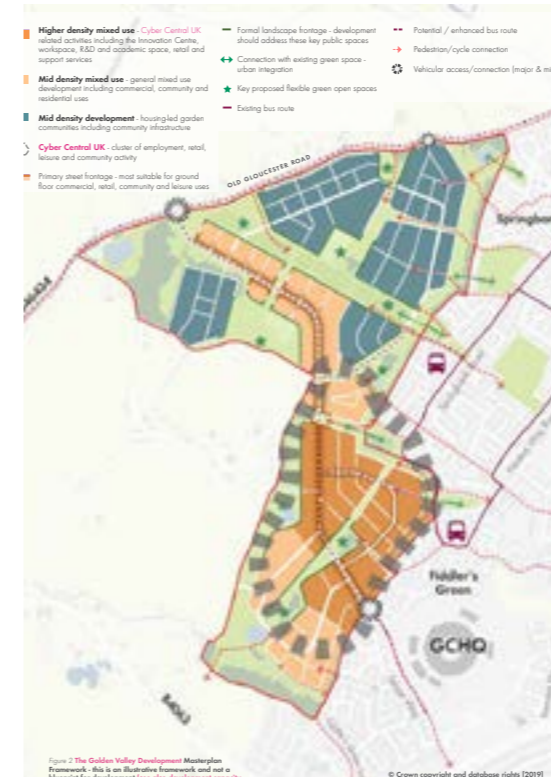 Higher density mixed use - Cyber Central UK
related activities including the Innovation Centre,
workspace, R&D and academic space, retail and
support services
Mid density mixed use - general mixed use
development including commercial, community and
residential uses
Mid density development - housing-led garden
communities including community infrastructure
Cyber Central UK - cluster of employment, retail,
leisure and community activity
Primary street frontage - most suitable for ground
floor commercial, retail, community and leisure uses
Formal landscape frontage - development
should address these key public spaces
Connection with existing green space -
urban integration
Key proposed flexible green open spaces
Existing bus route
Potential / enhanced bus route
Pedestrian/cycle connection
Vehicular access/connection (major & mi
OLD GLOUCESTER ROAD
Springban
Fiddler's
Green
GCHQ
B4063
Figure 2 The Golden Valley Development Masterplan
Framework - this is an illustrative framework and not a
© Crown copyright and database rights [2019]